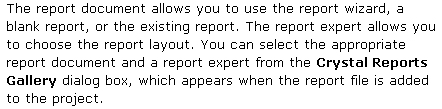 The report document allows you to use the report wizard, a
blank report, or the existing report. The report expert allows you
to choose the report layout. You can select the appropriate
report document and a report expert from the Crystal Reports
Gallery dialog box, which appears when the report file is added
to the project.